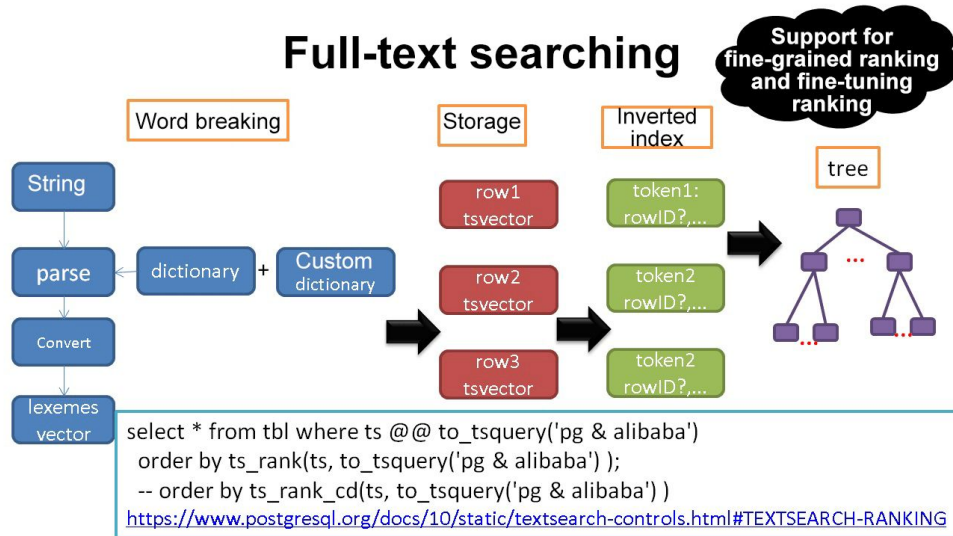 Full-text searching
Support for
fine-grained ranking
and fine-tuning
ranking
Word breaking
Storage
Inverted
index
tree
String
parse
dictionary
+
Custom
dictionary
Convert
lexemes
vector
row1
tsvector
row2
tsvector
row3
tsvector
token1:
rowID?,...
token2
rowID?,...
token2
rowID?,...
...
...
...
select * from tbl where ts @@ to_tsquery('pg & alibaba')
order by ts_rank(ts, to_tsquery('pg & alibaba') );
-- order by ts_rank_cd(ts, to_tsquery('pg & alibaba') )
https://www.postgresql.org/docs/10/static/textsearch-controls.html#TEXTSEARCH-RANKING